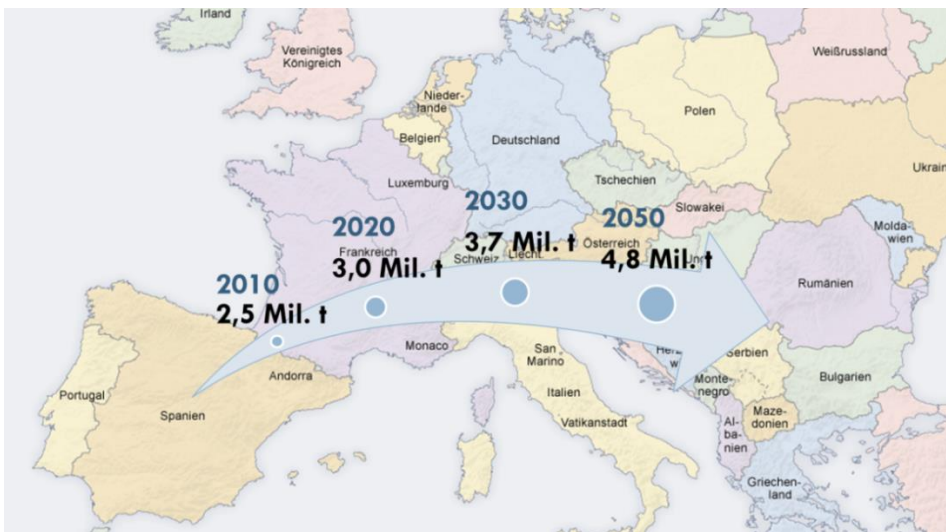 Irland
Vereinigtes
Königreich
Nieder-
lande
Belgien
Luxemburg
Deutschland
Polen
Weißrussland
Tschechien
Slowakei
Molda-
wien
Rumänien
2010
2,5 Mil. t
2020
Frankreich
3,0 Mil. t
2030
3,7 Mil. t
Schweiz
Liecht.
2050
Österreich
4,8 Mil. t
Monaco
Andorra
San
Marino
Italien
Vatikanstadt
Portugal
Spanien
Serbien
Monte-
negro
Bulgarien
Maze-
donien
Al-
ba-
nien
Griechen-
land